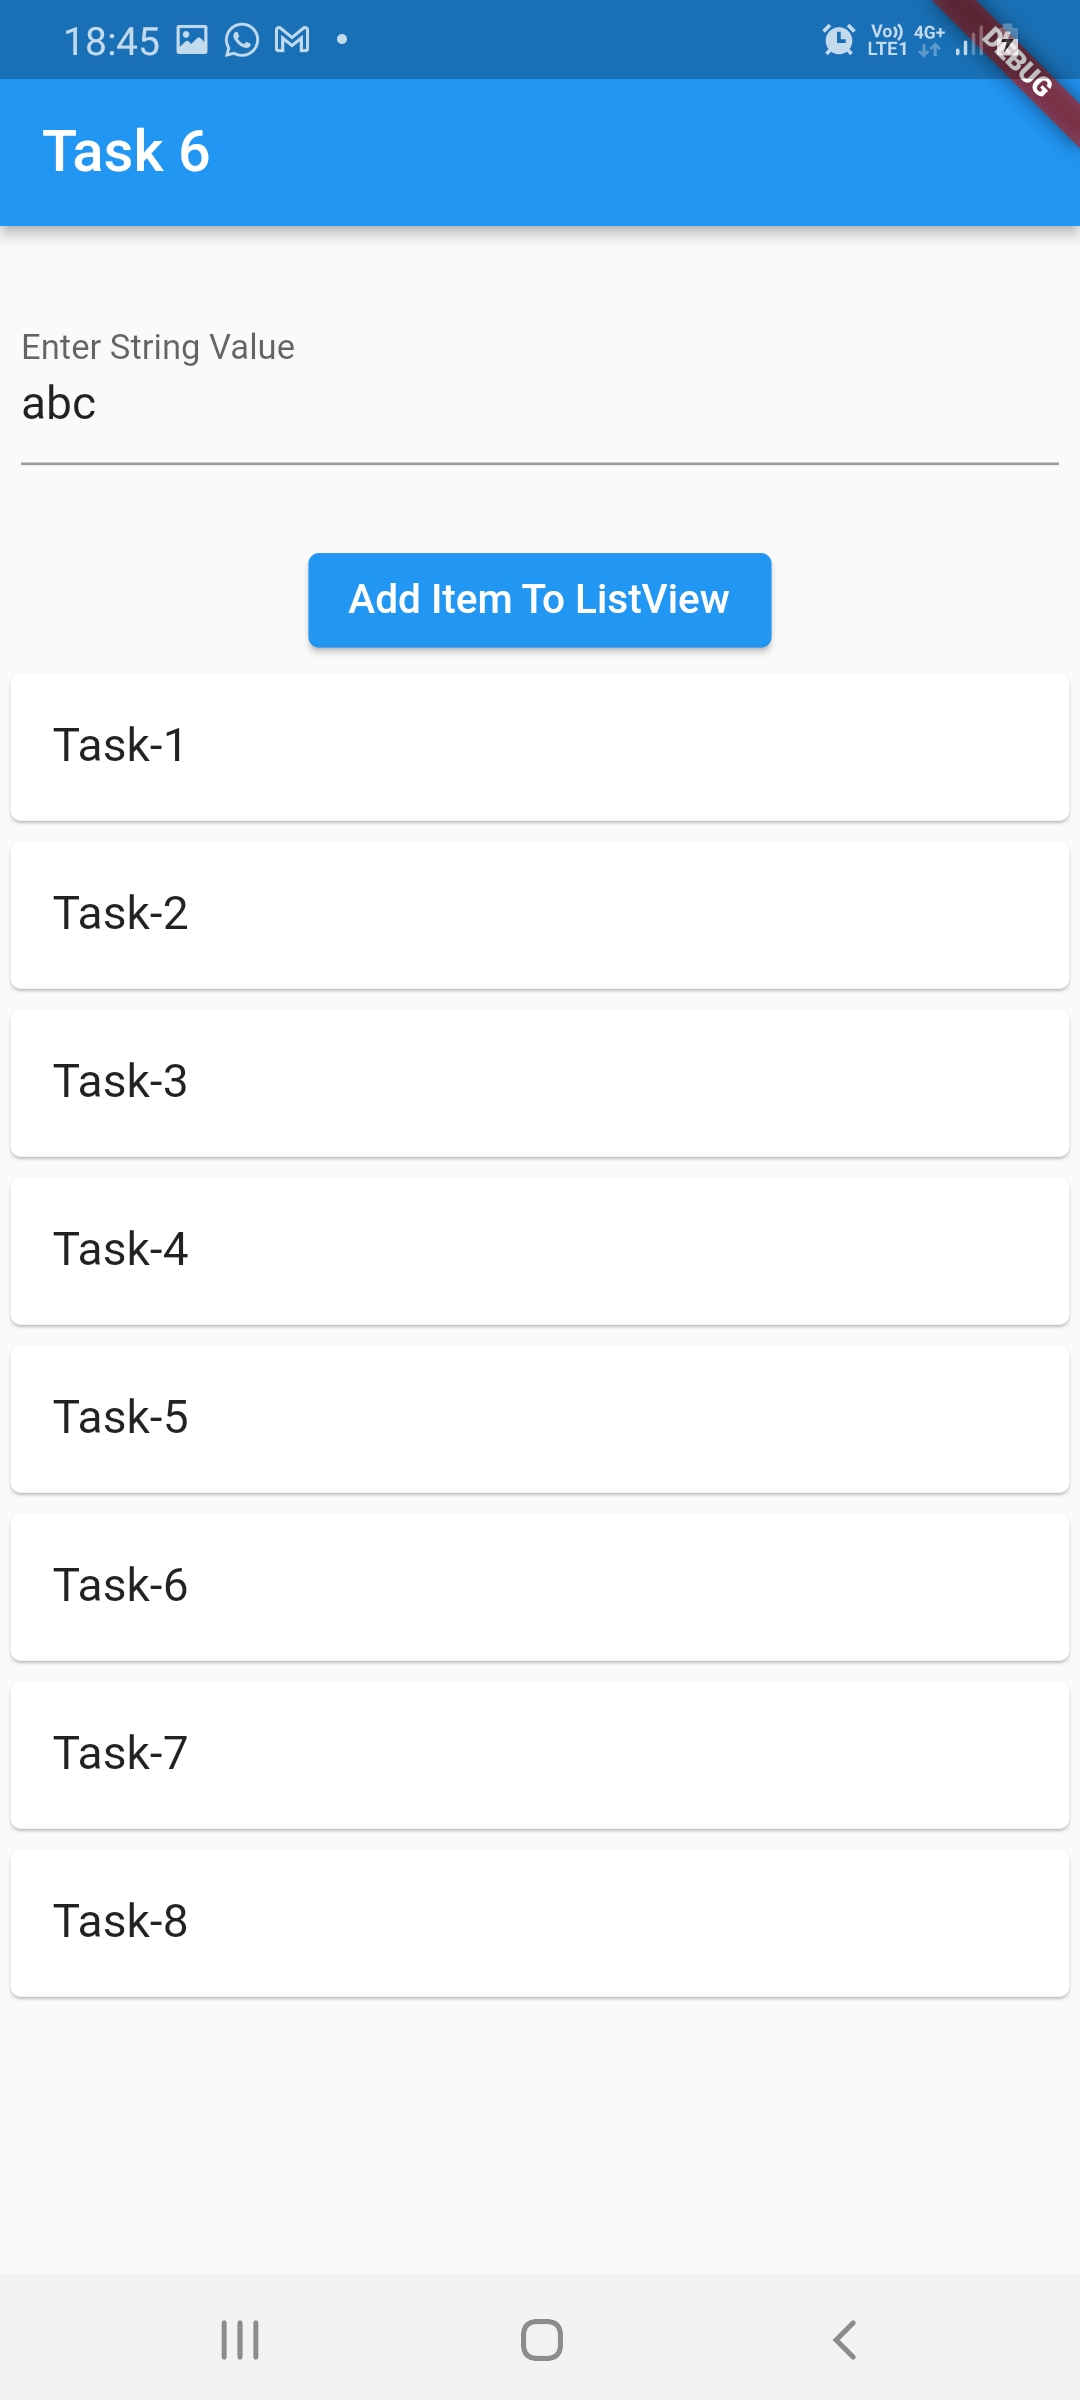 18:45
Vo)) 4G+
LTE1
DEBUG
Task 6
Enter String Value
abc
Add Item To ListView
Task-1
Task-2
Task-3
Task-4
Task-5
Task-6
Task-7
Task-8